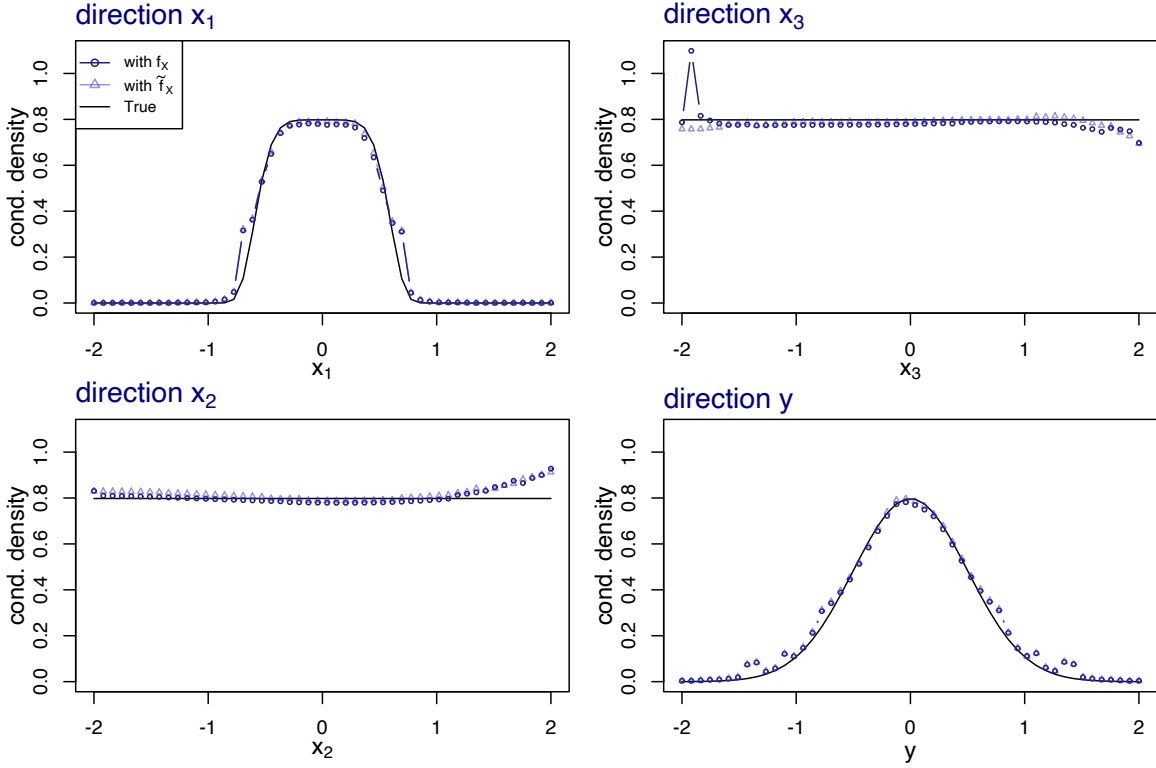 direction x1
with fX
with f̃X
True
cond. density
0.0 0.2 0.4 0.6 0.8 1.0
-2 -1 0 1 2
x1
direction x3
cond. density
0.0 0.2 0.4 0.6 0.8 1.0
-2 -1 0 1 2
x3
direction x2
cond. density
0.0 0.2 0.4 0.6 0.8 1.0
-2 -1 0 1 2
x2
direction y
cond. density
0.0 0.2 0.4 0.6 0.8 1.0
-2 -1 0 1 2
y